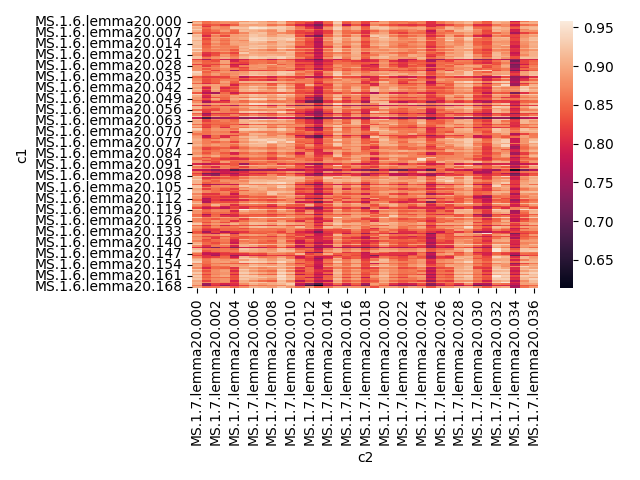 MS.1.6.lemma20.000
MS.1.6.lemma20.007
MS.1.6.lemma20.014
MS.1.6.lemma20.021
MS.1.6.lemma20.028
MS.1.6.lemma20.035
MS.1.6.lemma20.042
MS.1.6.lemma20.049
MS.1.6.lemma20.056
MS.1.6.lemma20.063
MS.1.6.lemma20.070
MS.1.6.lemma20.077
MS.1.6.lemma20.084
MS.1.6.lemma20.091
MS.1.6.lemma20.098
MS.1.6.lemma20.105
MS.1.6.lemma20.112
MS.1.6.lemma20.119
MS.1.6.lemma20.126
MS.1.6.lemma20.133
MS.1.6.lemma20.140
MS.1.6.lemma20.147
MS.1.6.lemma20.154
MS.1.6.lemma20.161
MS.1.6.lemma20.168
c1
MS.1.7.lemma20.000
MS.1.7.lemma20.002
MS.1.7.lemma20.004
MS.1.7.lemma20.006
MS.1.7.lemma20.008
MS.1.7.lemma20.010
MS.1.7.lemma20.012
MS.1.7.lemma20.014
MS.1.7.lemma20.016
MS.1.7.lemma20.018
MS.1.7.lemma20.020
MS.1.7.lemma20.022
MS.1.7.lemma20.024
MS.1.7.lemma20.026
MS.1.7.lemma20.028
MS.1.7.lemma20.030
MS.1.7.lemma20.032
MS.1.7.lemma20.034
MS.1.7.lemma20.036
c2
0.95
0.90
0.85
0.80
0.75
0.70
0.65